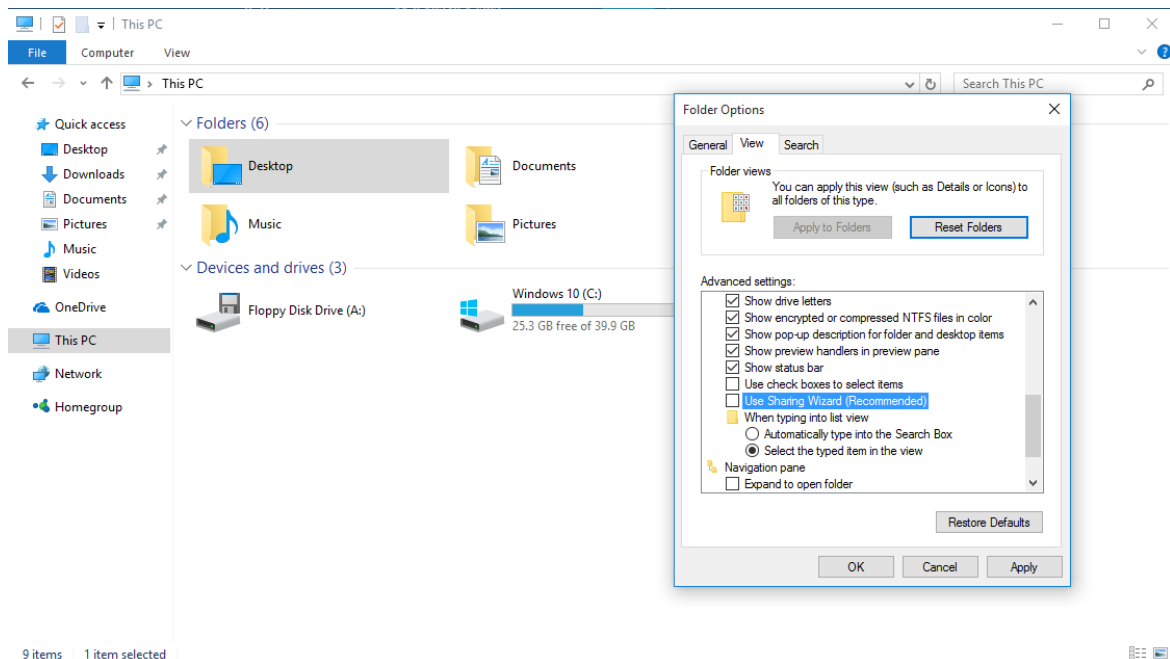 This PC
File Computer View
This PC
Search This PC
Quick access
Desktop
Downloads
Documents
Pictures
Music
Videos
OneDrive
This PC
Network
Homegroup
Folders (6)
Desktop
Documents
Music
Pictures
Devices and drives (3)
Floppy Disk Drive (A:)
Windows 10 (C:)
25.3 GB free of 39.9 GB
9 items 1 item selected
Folder Options
General View Search
Folder views
You can apply this view (such as Details or Icons) to
all folders of this type.
Apply to Folders Reset Folders
Advanced settings:
Show drive letters
Show encrypted or compressed NTFS files in color
Show pop-up description for folder and desktop items
Show preview handlers in preview pane
Show status bar
Use check boxes to select items
Use Sharing Wizard (Recommended)
When typing into list view
Automatically type into the Search Box
Select the typed item in the view
Navigation pane
Expand to open folder
Restore Defaults
OK Cancel Apply